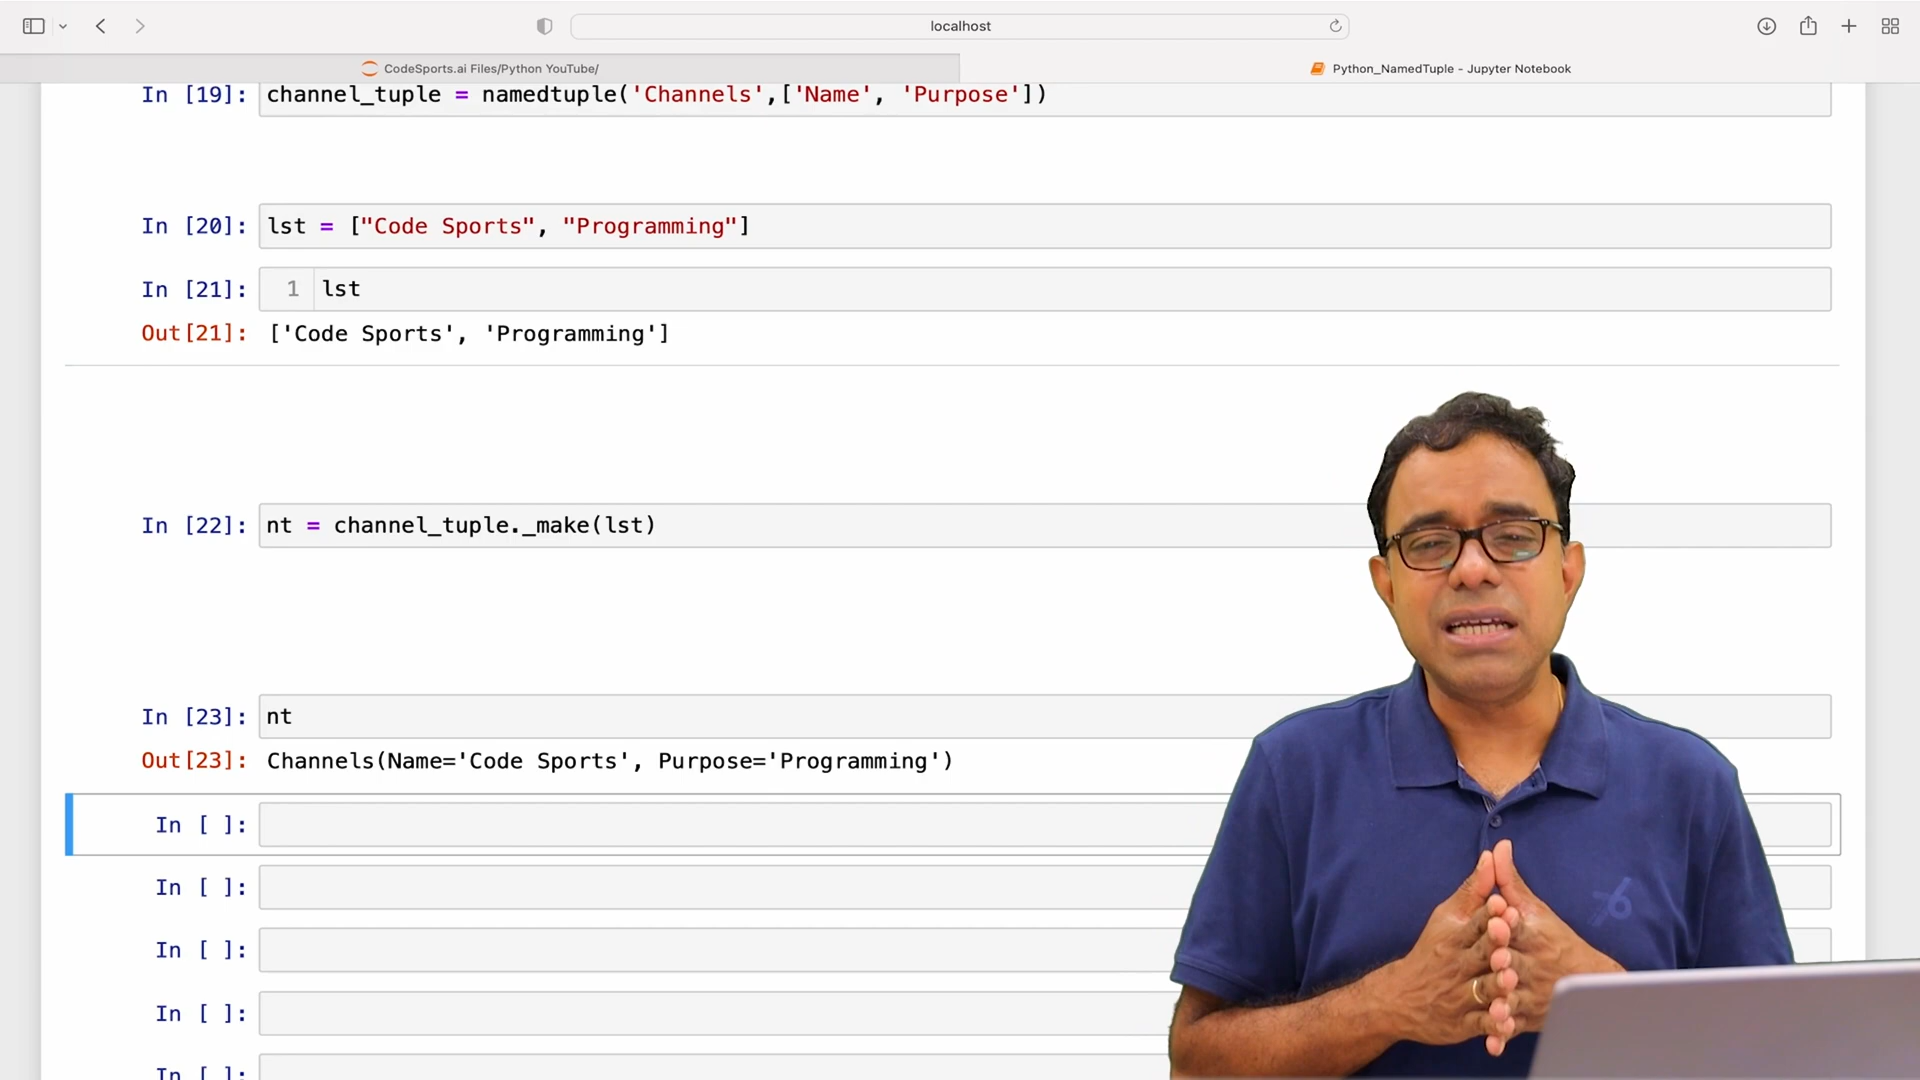 localhost
CodeSports.ai Files/Python YouTube/
Python_NamedTuple - Jupyter Notebook
In [19]: channel_tuple = namedtuple('Channels',['Name', 'Purpose'])
In [20]: lst = ["Code Sports", "Programming"]
In [21]: 1 lst
Out[21]: ['Code Sports', 'Programming']
In [22]: nt = channel_tuple._make(lst)
In [23]: nt
Out[23]: Channels(Name='Code Sports', Purpose='Programming')
In [ ]:
In [ ]:
In [ ]:
In [ ]:
In [ ]: